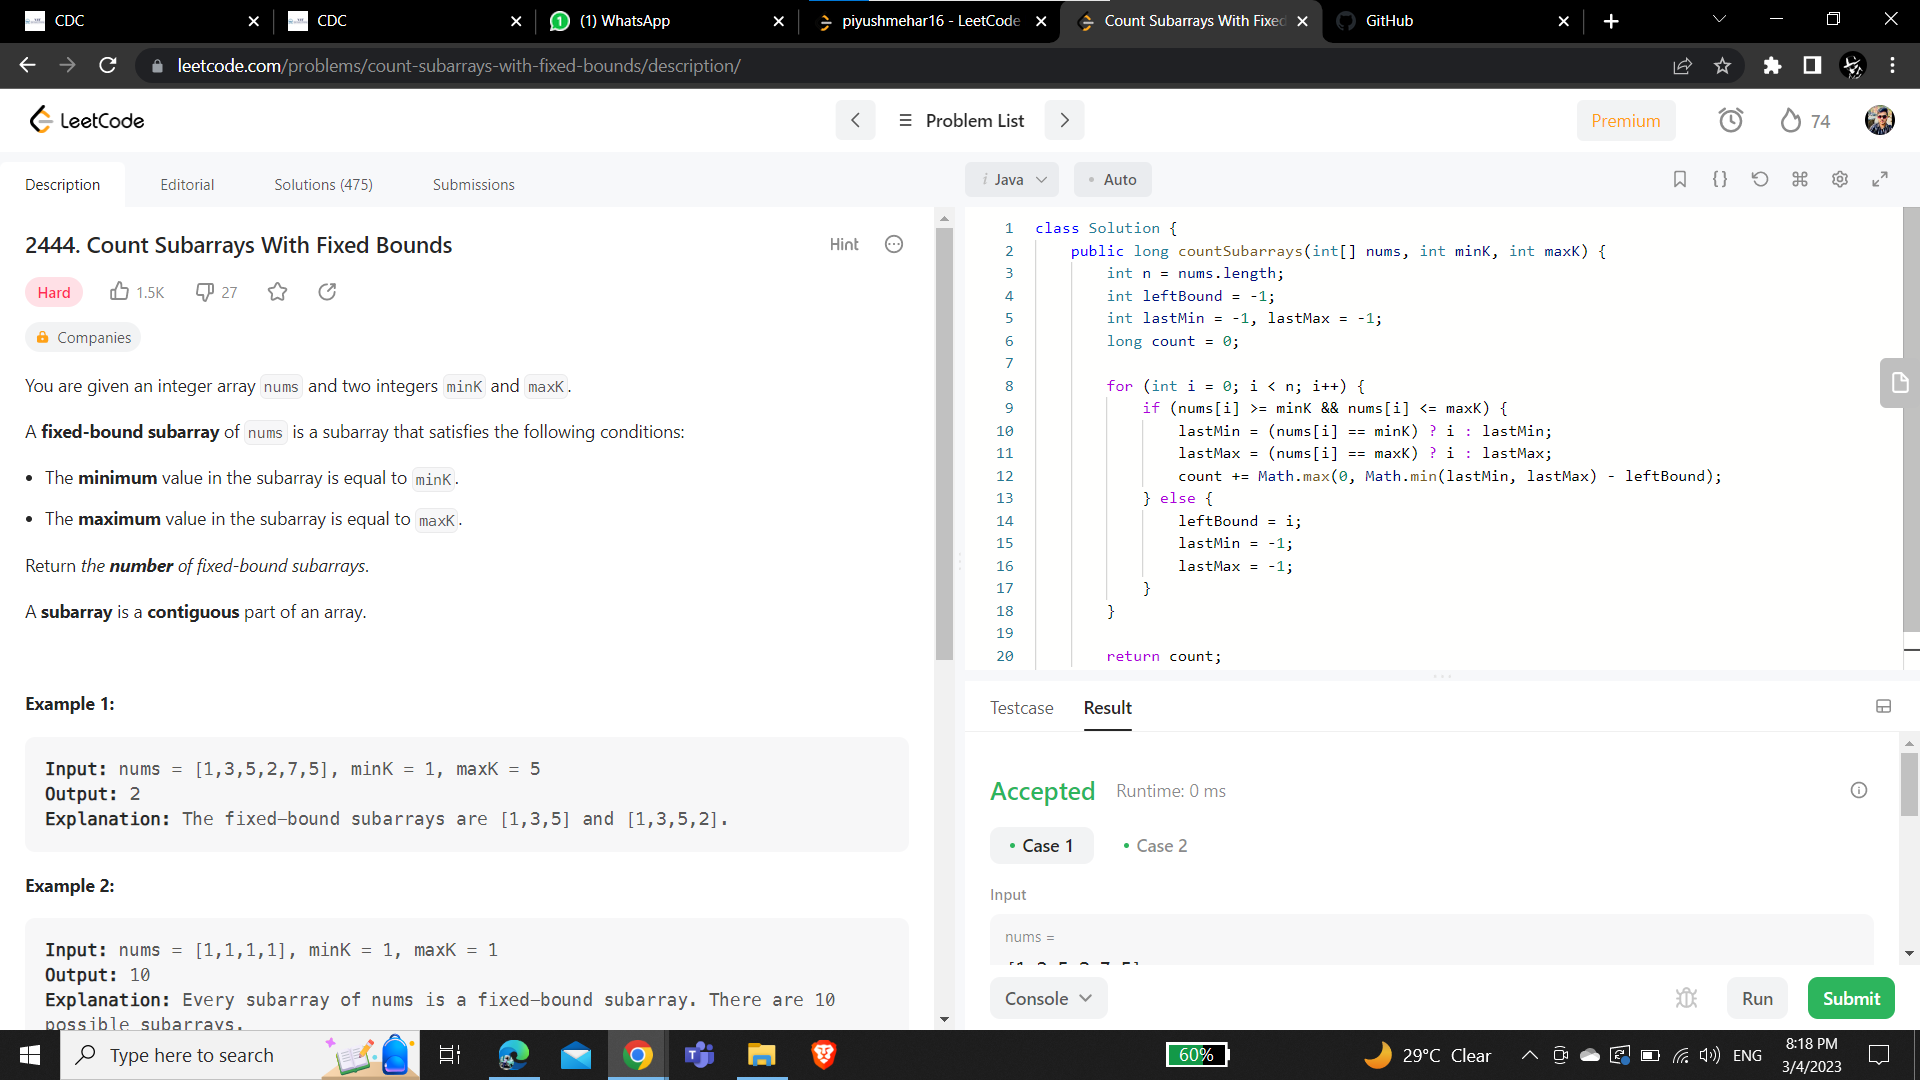 CDC
CDC
(1) WhatsApp
piyushmehar16 - LeetCode
Count Subarrays With Fixed
GitHub
leetcode.com/problems/count-subarrays-with-fixed-bounds/description/
LeetCode
Problem List
Premium
74
Description
Editorial
Solutions (475)
Submissions
i Java
• Auto
2444. Count Subarrays With Fixed Bounds
Hint
Hard
1.5K
27
Companies
You are given an integer array nums and two integers minK and maxK.
A fixed-bound subarray of nums is a subarray that satisfies the following conditions:
• The minimum value in the subarray is equal to minK.
• The maximum value in the subarray is equal to maxK.
Return the number of fixed-bound subarrays.
A subarray is a contiguous part of an array.
Example 1:
Input: nums = [1,3,5,2,7,5], minK = 1, maxK = 5
Output: 2
Explanation: The fixed-bound subarrays are [1,3,5] and [1,3,5,2].
Example 2:
Input: nums = [1,1,1,1], minK = 1, maxK = 1
Output: 10
Explanation: Every subarray of nums is a fixed-bound subarray. There are 10
possible subarrays.
1 class Solution {
2 public long countSubarrays(int[] nums, int minK, int maxK) {
3 int n = nums.length;
4 int leftBound = -1;
5 int lastMin = -1, lastMax = -1;
6 long count = 0;
7
8 for (int i = 0; i < n; i++) {
9 if (nums[i] >= minK && nums[i] <= maxK) {
10 lastMin = (nums[i] == minK) ? i : lastMin;
11 lastMax = (nums[i] == maxK) ? i : lastMax;
12 count += Math.max(0, Math.min(lastMin, lastMax) - leftBound);
13 } else {
14 leftBound = i;
15 lastMin = -1;
16 lastMax = -1;
17 }
18 }
19
20 return count;
Testcase
Result
Accepted
Runtime: 0 ms
• Case 1
• Case 2
Input
nums =
[1,3,5,2,7,5]
Console
Run
Submit
Type here to search
60%
29°C Clear
ENG
8:18 PM
3/4/2023